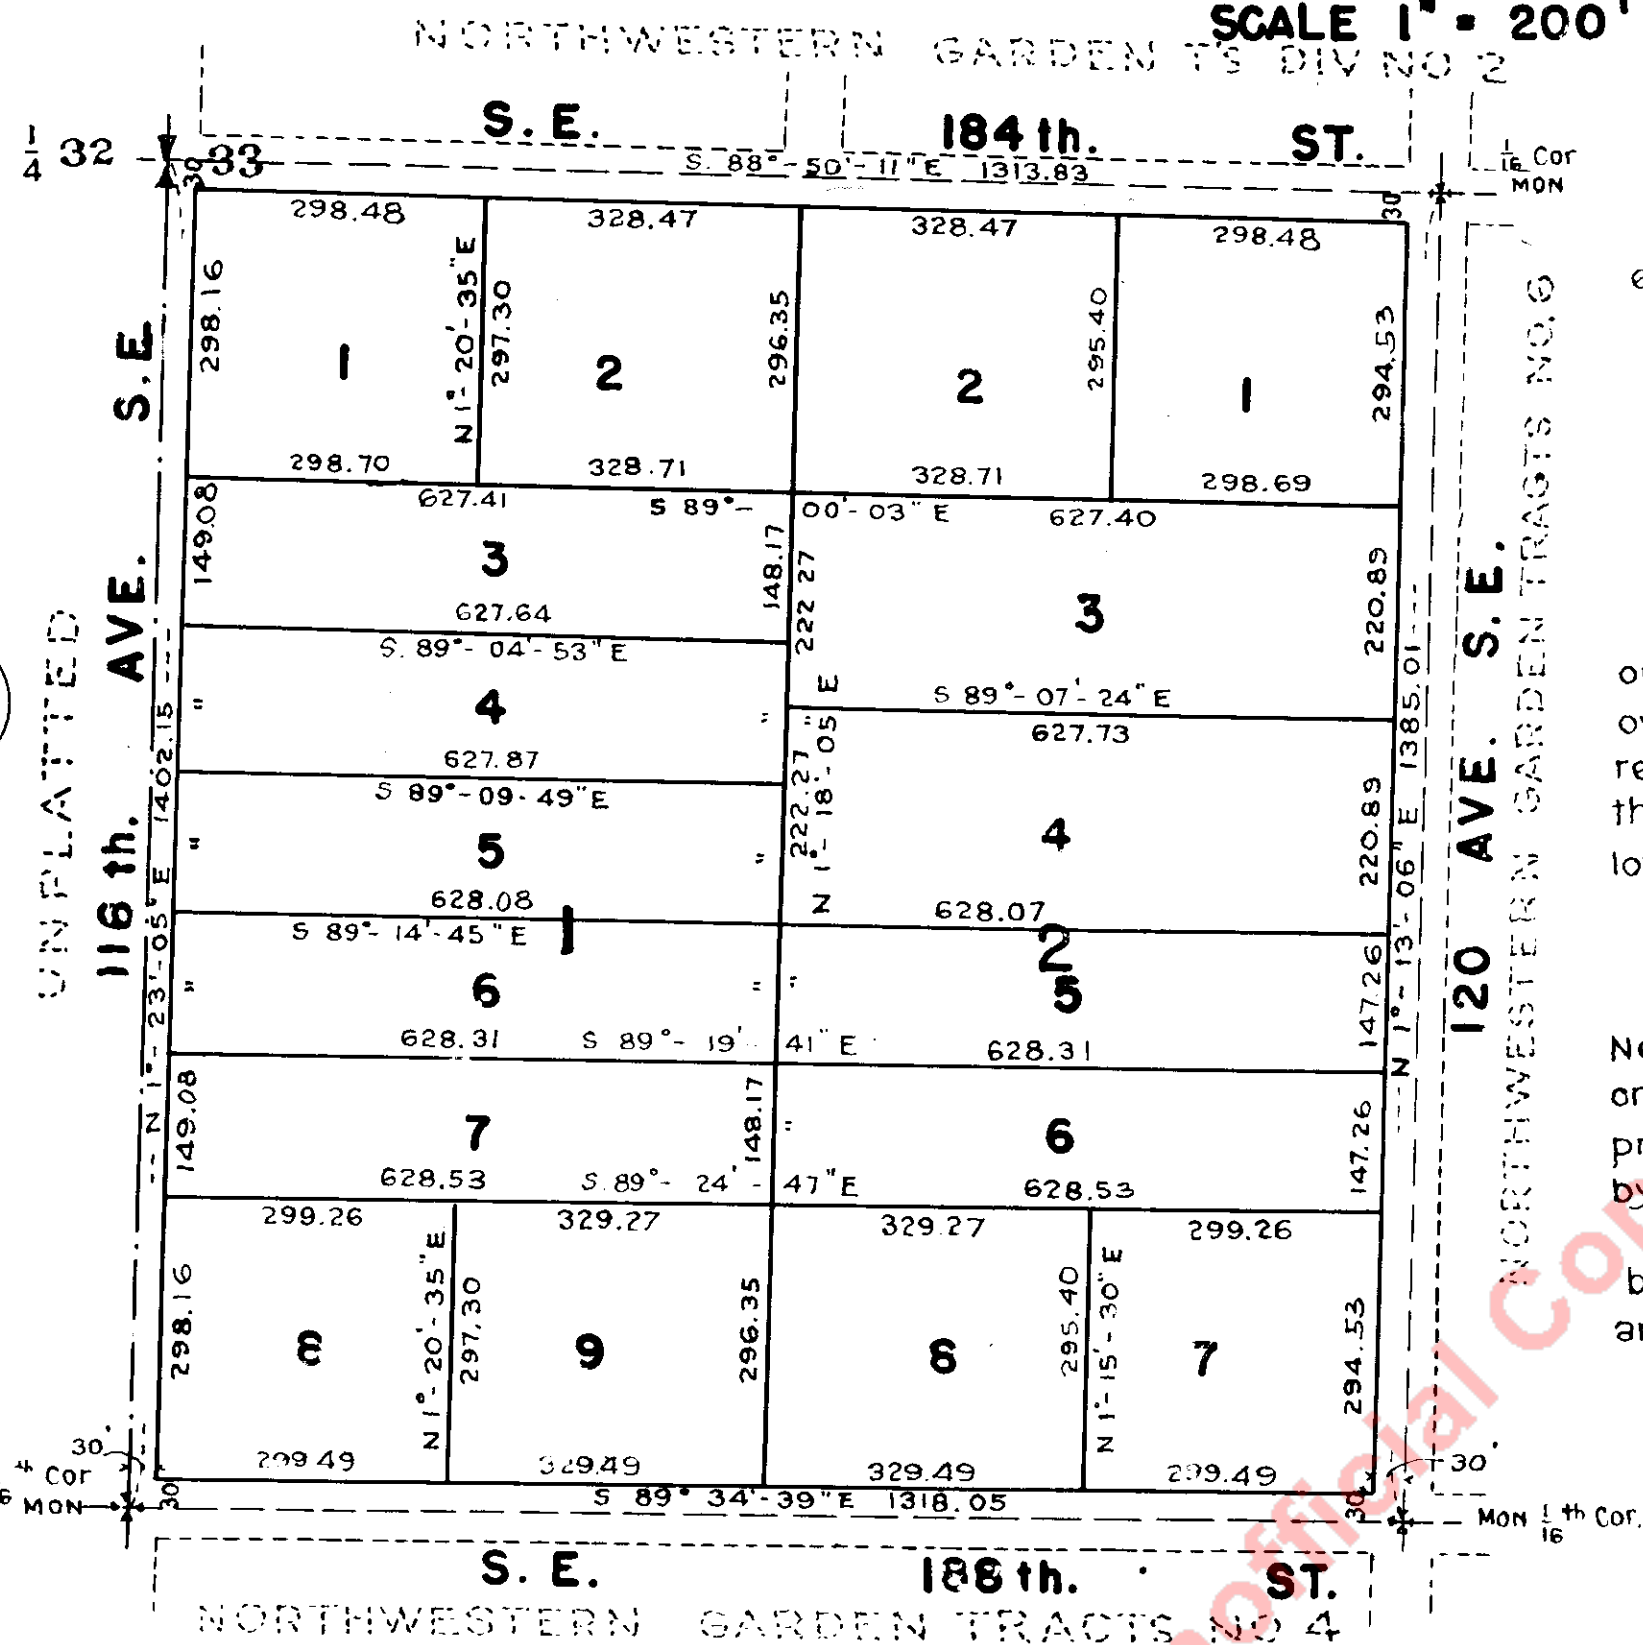 SCALE 1" = 200'
NORTHWESTERN GARDEN T'S DIV NO 2
S. E. 184 th. ST.
1/4 32 33
S. 88°-50'-11"E 1313.83
1/16 Cor
MON
30
30
298.48 328.47 328.47 298.48
298.16
N 1°-20'-35"E
297.30
296.35
295.40
294.53
1 2 2 1
298.70 328.71 328.71 298.69
627.41 S 89°- 00'-03" E 627.40
149.08
3
148.17
222 27
3
220.89
627.64
S. 89°- 04'- 53" E
S 89°- 07'- 24" E
" 4 "
627.73
627.87
S 89°-09-49"E
222.27
N 1°- 18'-05" E
4
220.89
" 5 "
628.08
628.07
S 89°- 14'-45" E
1
2
" 6 " " 5
147.26
628.31 S 89°- 19' 41" E 628.31
149.08
7
148.17
"
6
147.26
628.53 S. 89°- 24' - 47" E 628.53
299.26 329.27 329.27 299.26
298.16
N 1°- 20'-35" E
297.30
296.35
295.40
N 1°-15'-30" E
294.53
8 9 6 7
299.49 329.49 329.49 299.49
S 89° 34'-39"E 1318.05
30'
Cor
MON
30
30
30'
MON 1/16 th Cor.
S. E. 188 th. ST.
NORTHWESTERN GARDEN TRACTS NO 4
UNPLATTED
116 th. AVE. S.E.
N 1°- 23'-05" E 1402.15
N 1°- 13'- 06" E 1385.01
120 AVE. S. E.
NORTHWESTERN GARDEN TRACTS NO. 6